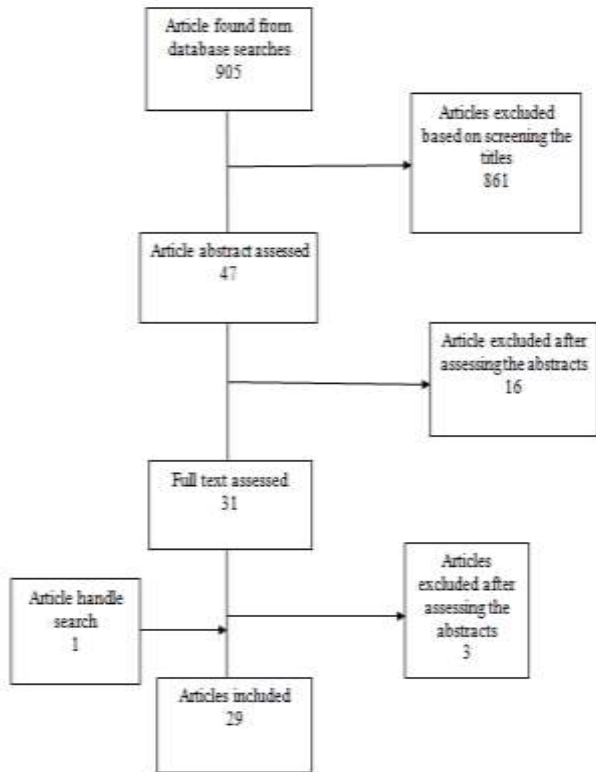 Article found from
database searches
905
Articles excluded
based on screening the
titles
861
Article abstract assessed
47
Article excluded after
assessing the abstracts
16
Full text assessed
31
Articles
excluded after
assessing the
abstracts
3
Article handle
search
1
Articles included
29